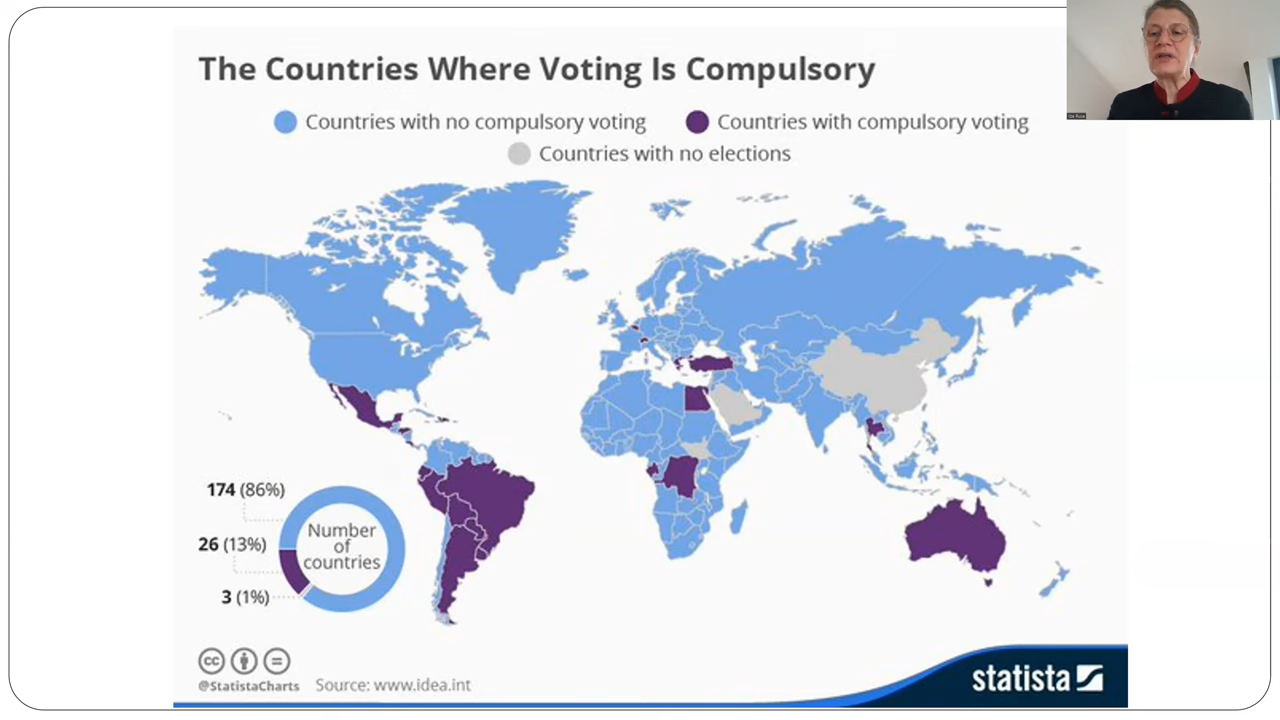 The Countries Where Voting Is Compulsory
Countries with no compulsory voting
Countries with compulsory voting
Countries with no elections
174 (86%)
26 (13%)
3 (1%)
Number
of
countries
cc
@StatistaCharts
Source: www.idea.int
statista